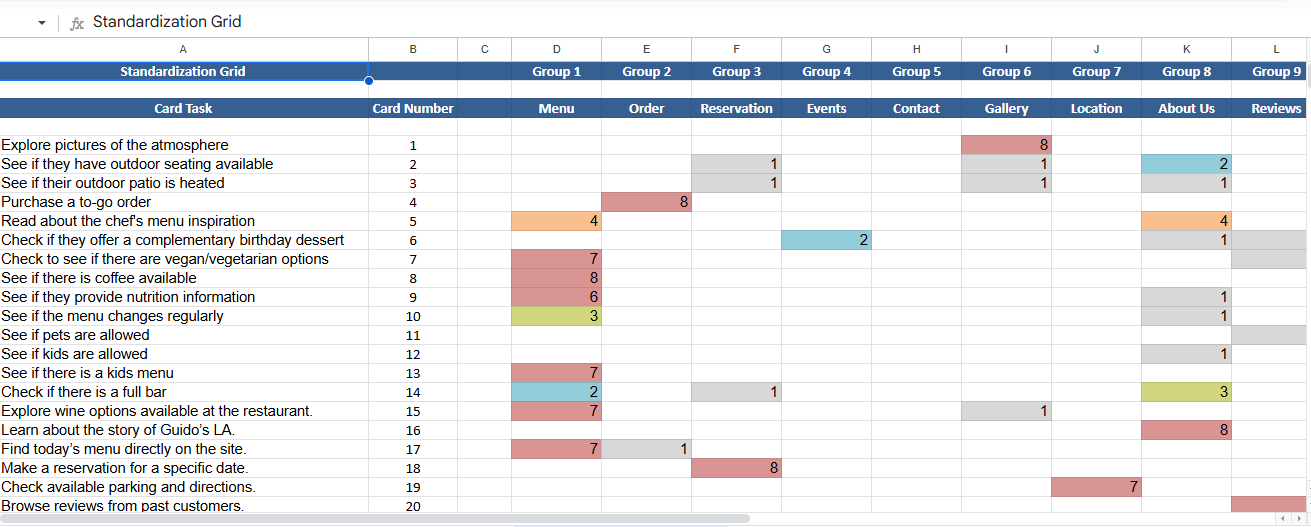 fx Standardization Grid
A B C D E F G H I J K L
Standardization Grid Group 1 Group 2 Group 3 Group 4 Group 5 Group 6 Group 7 Group 8 Group 9
Card Task Card Number Menu Order Reservation Events Contact Gallery Location About Us Reviews
Explore pictures of the atmosphere 1 8
See if they have outdoor seating available 2 1 1 2
See if their outdoor patio is heated 3 1 1 1
Purchase a to-go order 4 8
Read about the chef's menu inspiration 5 4 4
Check if they offer a complementary birthday dessert 6 2 1
Check to see if there are vegan/vegetarian options 7 7
See if there is coffee available 8 8
See if they provide nutrition information 9 6 1
See if the menu changes regularly 10 3 1
See if pets are allowed 11
See if kids are allowed 12 1
See if there is a kids menu 13 7
Check if there is a full bar 14 2 1 3
Explore wine options available at the restaurant. 15 7 1
Learn about the story of Guido's LA. 16 8
Find today's menu directly on the site. 17 7 1
Make a reservation for a specific date. 18 8
Check available parking and directions. 19 7
Browse reviews from past customers. 20